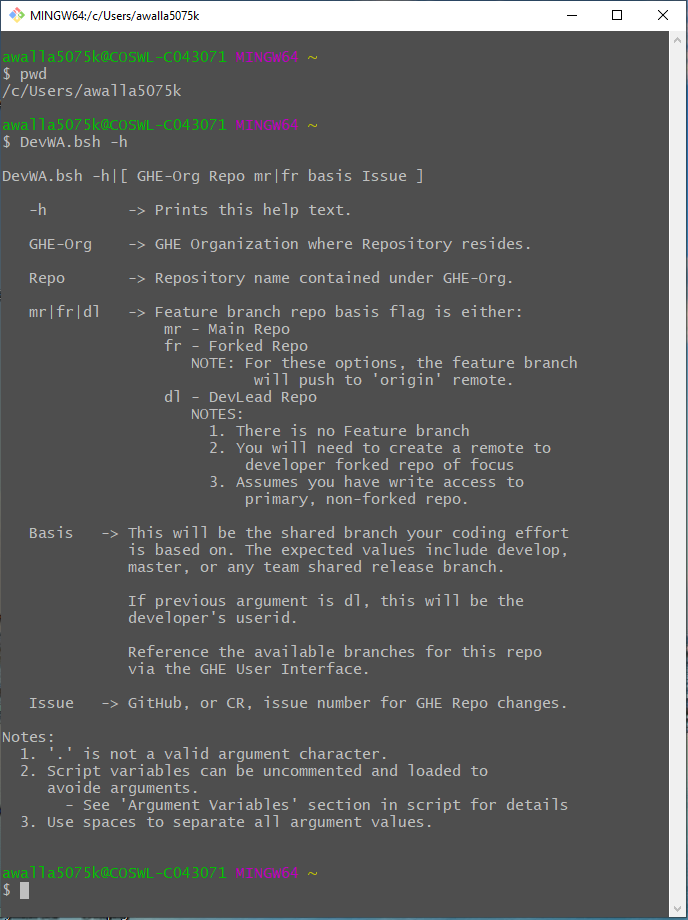 MINGW64:/c/Users/awalla5075k
awalla5075k@COSWL-C043071 MINGW64 ~
$ pwd
/c/Users/awalla5075k
awalla5075k@COSWL-C043071 MINGW64 ~
$ DevWA.bsh -h
DevWA.bsh -h|[ GHE-Org Repo mr|fr basis Issue ]
-h -> Prints this help text.
GHE-Org -> GHE Organization where Repository resides.
Repo -> Repository name contained under GHE-Org.
mr|fr|dl -> Feature branch repo basis flag is either:
mr - Main Repo
fr - Forked Repo
NOTE: For these options, the feature branch
will push to 'origin' remote.
dl - DevLead Repo
NOTES:
1. There is no Feature branch
2. You will need to create a remote to
developer forked repo of focus
3. Assumes you have write access to
primary, non-forked repo.
Basis -> This will be the shared branch your coding effort
is based on. The expected values include develop,
master, or any team shared release branch.
If previous argument is dl, this will be the
developer's userid.
Reference the available branches for this repo
via the GHE User Interface.
Issue -> GitHub, or CR, issue number for GHE Repo changes.
Notes:
1. '.' is not a valid argument character.
2. Script variables can be uncommented and loaded to
avoide arguments.
- See 'Argument Variables' section in script for details
3. Use spaces to separate all argument values.
awalla5075k@COSWL-C043071 MINGW64 ~
$